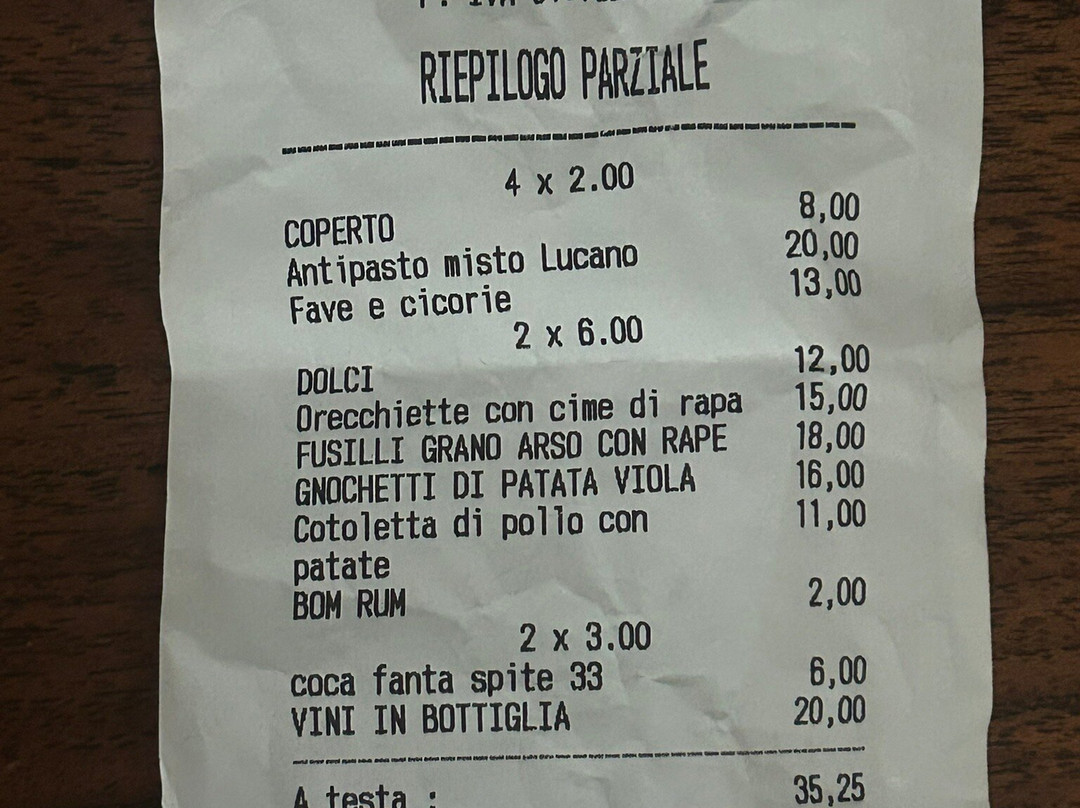 RIEPILOGO PARZIALE
4 x 2.00
COPERTO 8,00
Antipasto misto Lucano 20,00
Fave e cicorie 13,00
2 x 6.00
DOLCI 12,00
Orecchiette con cime di rapa 15,00
FUSILLI GRANO ARSO CON RAPE 18,00
GNOCHETTI DI PATATA VIOLA 16,00
Cotoletta di pollo con 11,00
patate
BOM RUM 2,00
2 x 3.00
coca fanta spite 33 6,00
VINI IN BOTTIGLIA 20,00
A testa : 35,25